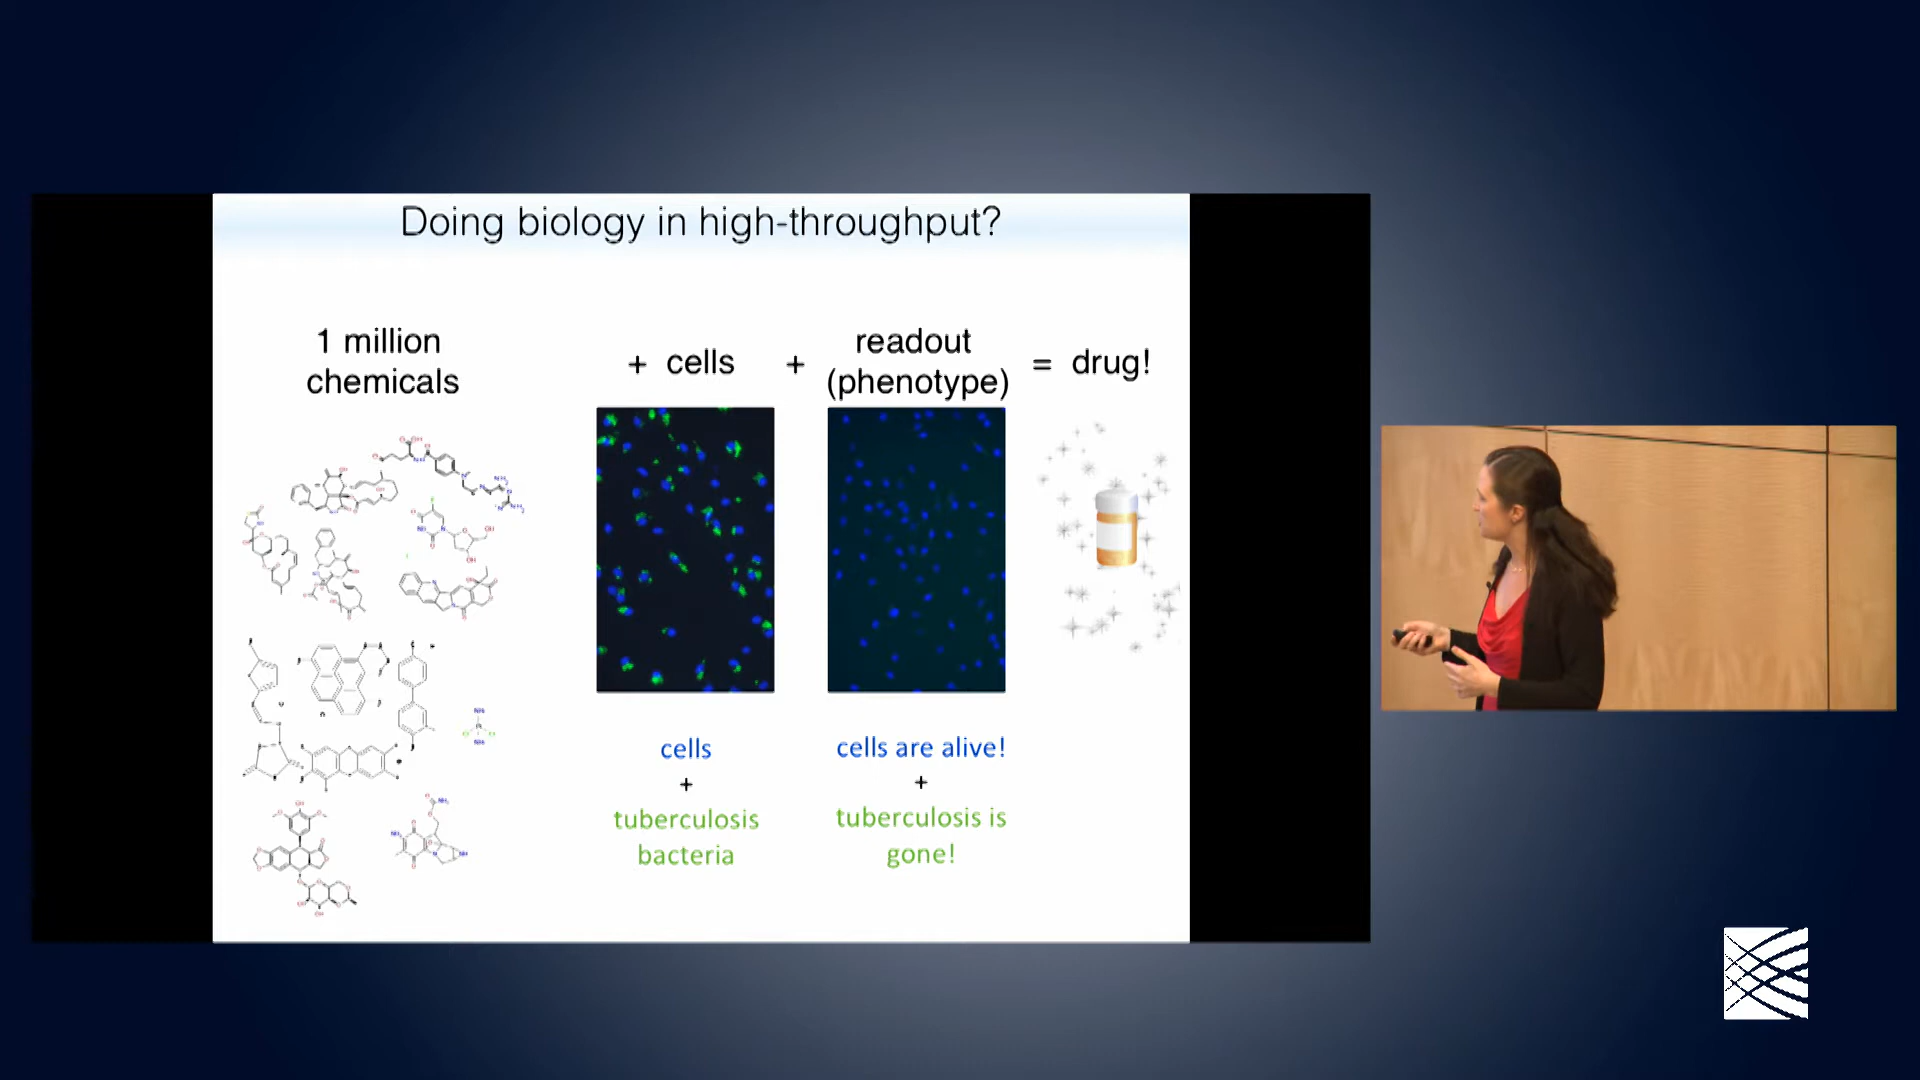 Doing biology in high-throughput?
1 million
chemicals
+ cells
+
readout
(phenotype)
= drug!
cells
+
tuberculosis
bacteria
cells are alive!
+
tuberculosis is
gone!